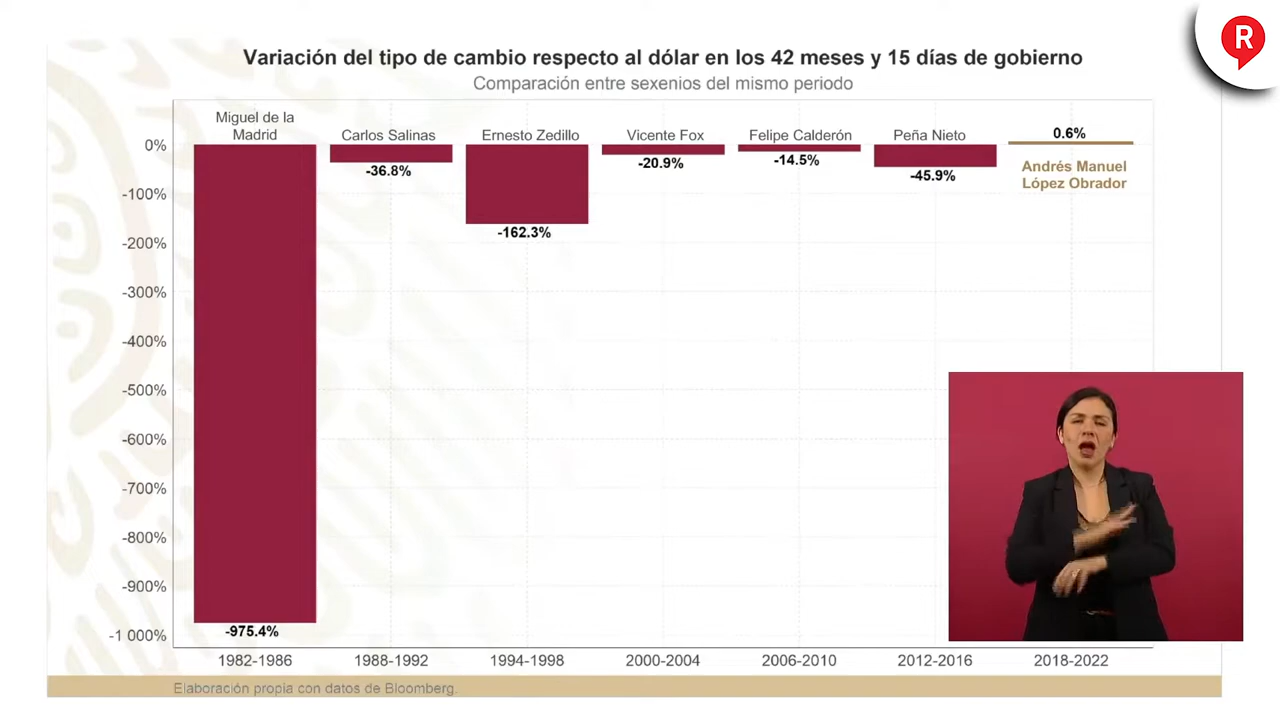 R
Variación del tipo de cambio respecto al dólar en los 42 meses y 15 días de gobierno
Comparación entre sexenios del mismo periodo
Miguel de la
Madrid
Carlos Salinas
Ernesto Zedillo
Vicente Fox
Felipe Calderón
Peña Nieto
0.6%
Andrés Manuel
López Obrador
0%
-100%
-200%
-300%
-400%
-500%
-600%
-700%
-800%
-900%
-1 000%
-975.4%
-36.8%
-162.3%
-20.9%
-14.5%
-45.9%
1982-1986
1988-1992
1994-1998
2000-2004
2006-2010
2012-2016
2018-2022
Elaboración propia con datos de Bloomberg.